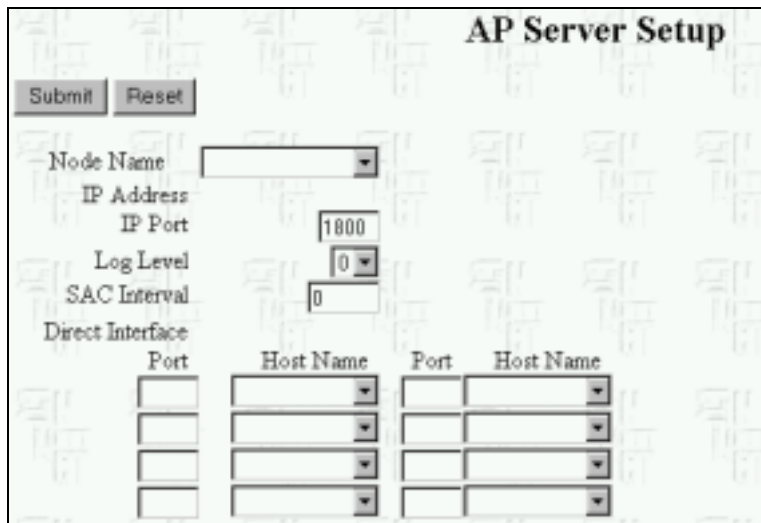 AP Server Setup
Submit Reset
Node Name
IP Address
IP Port 1800
Log Level 0
SAC Interval 0
Direct Interface
Port Host Name Port Host Name